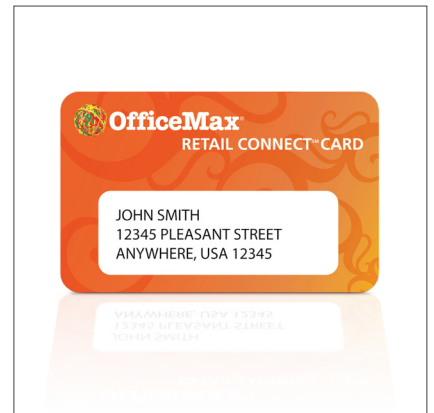 OfficeMax®
RETAIL CONNECT™ CARD
JOHN SMITH
12345 PLEASANT STREET
ANYWHERE, USA 12345